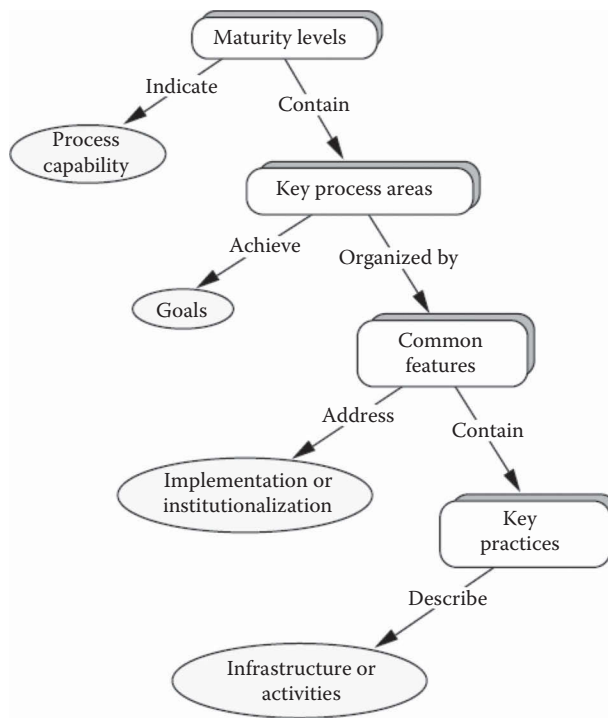 Maturity levels
Indicate
Contain
Process
capability
Key process areas
Achieve
Organized by
Goals
Common
features
Address
Contain
Implementation or
institutionalization
Key
practices
Describe
Infrastructure or
activities